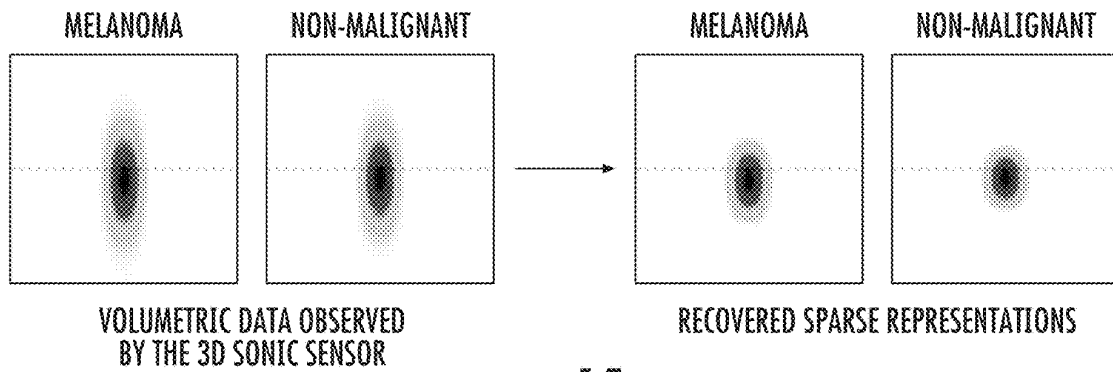 MELANOMA
NON-MALIGNANT
MELANOMA
NON-MALIGNANT
VOLUMETRIC DATA OBSERVED
BY THE 3D SONIC SENSOR
RECOVERED SPARSE REPRESENTATIONS